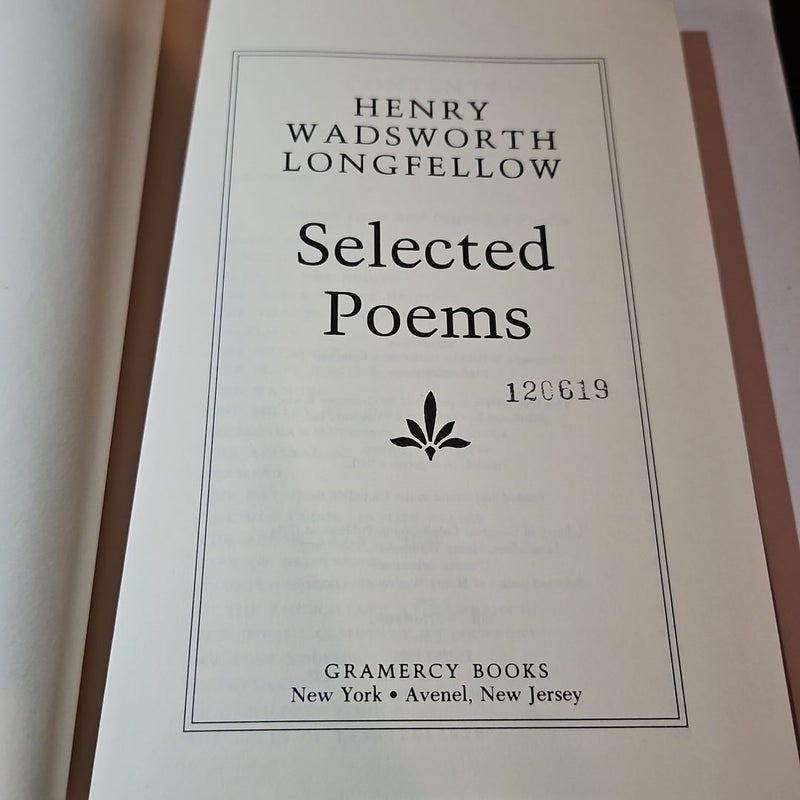 HENRY
WADSWORTH
LONGFELLOW
Selected
Poems
120619
GRAMERCY BOOKS
New York • Avenel, New Jersey